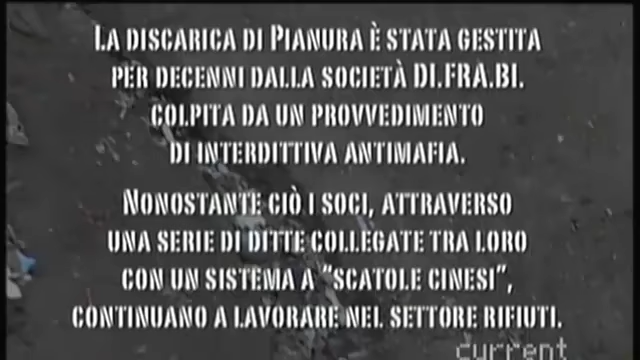 La discarica di Pianura è stata gestita
per decenni dalla società DI.FRA.BI.
colpita da un provvedimento
di interdittiva antimafia.
Nonostante ciò i soci, attraverso
una serie di ditte collegate tra loro
con un sistema a “scatole cinesi”,
continuano a lavorare nel settore rifiuti.
current